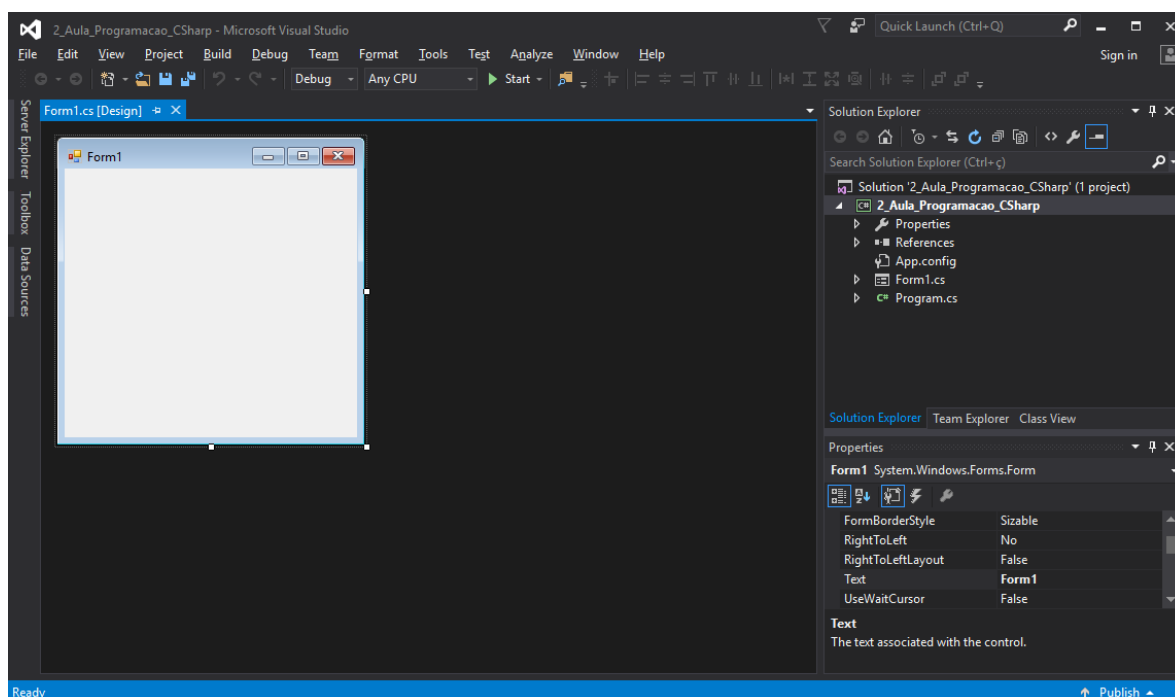 2_Aula_Programacao_CSharp - Microsoft Visual Studio
Quick Launch (Ctrl+Q)
File Edit View Project Build Debug Team Format Tools Test Analyze Window Help
Sign in
Debug Any CPU Start
Server Explorer
Toolbox
Data Sources
Form1.cs [Design]
Form1
Solution Explorer
Search Solution Explorer (Ctrl+ç)
Solution '2_Aula_Programacao_CSharp' (1 project)
C# 2_Aula_Programacao_CSharp
Properties
References
App.config
Form1.cs
C# Program.cs
Solution Explorer Team Explorer Class View
Properties
Form1 System.Windows.Forms.Form
FormBorderStyle Sizable
RightToLeft No
RightToLeftLayout False
Text Form1
UseWaitCursor False
Text
The text associated with the control.
Ready
Publish